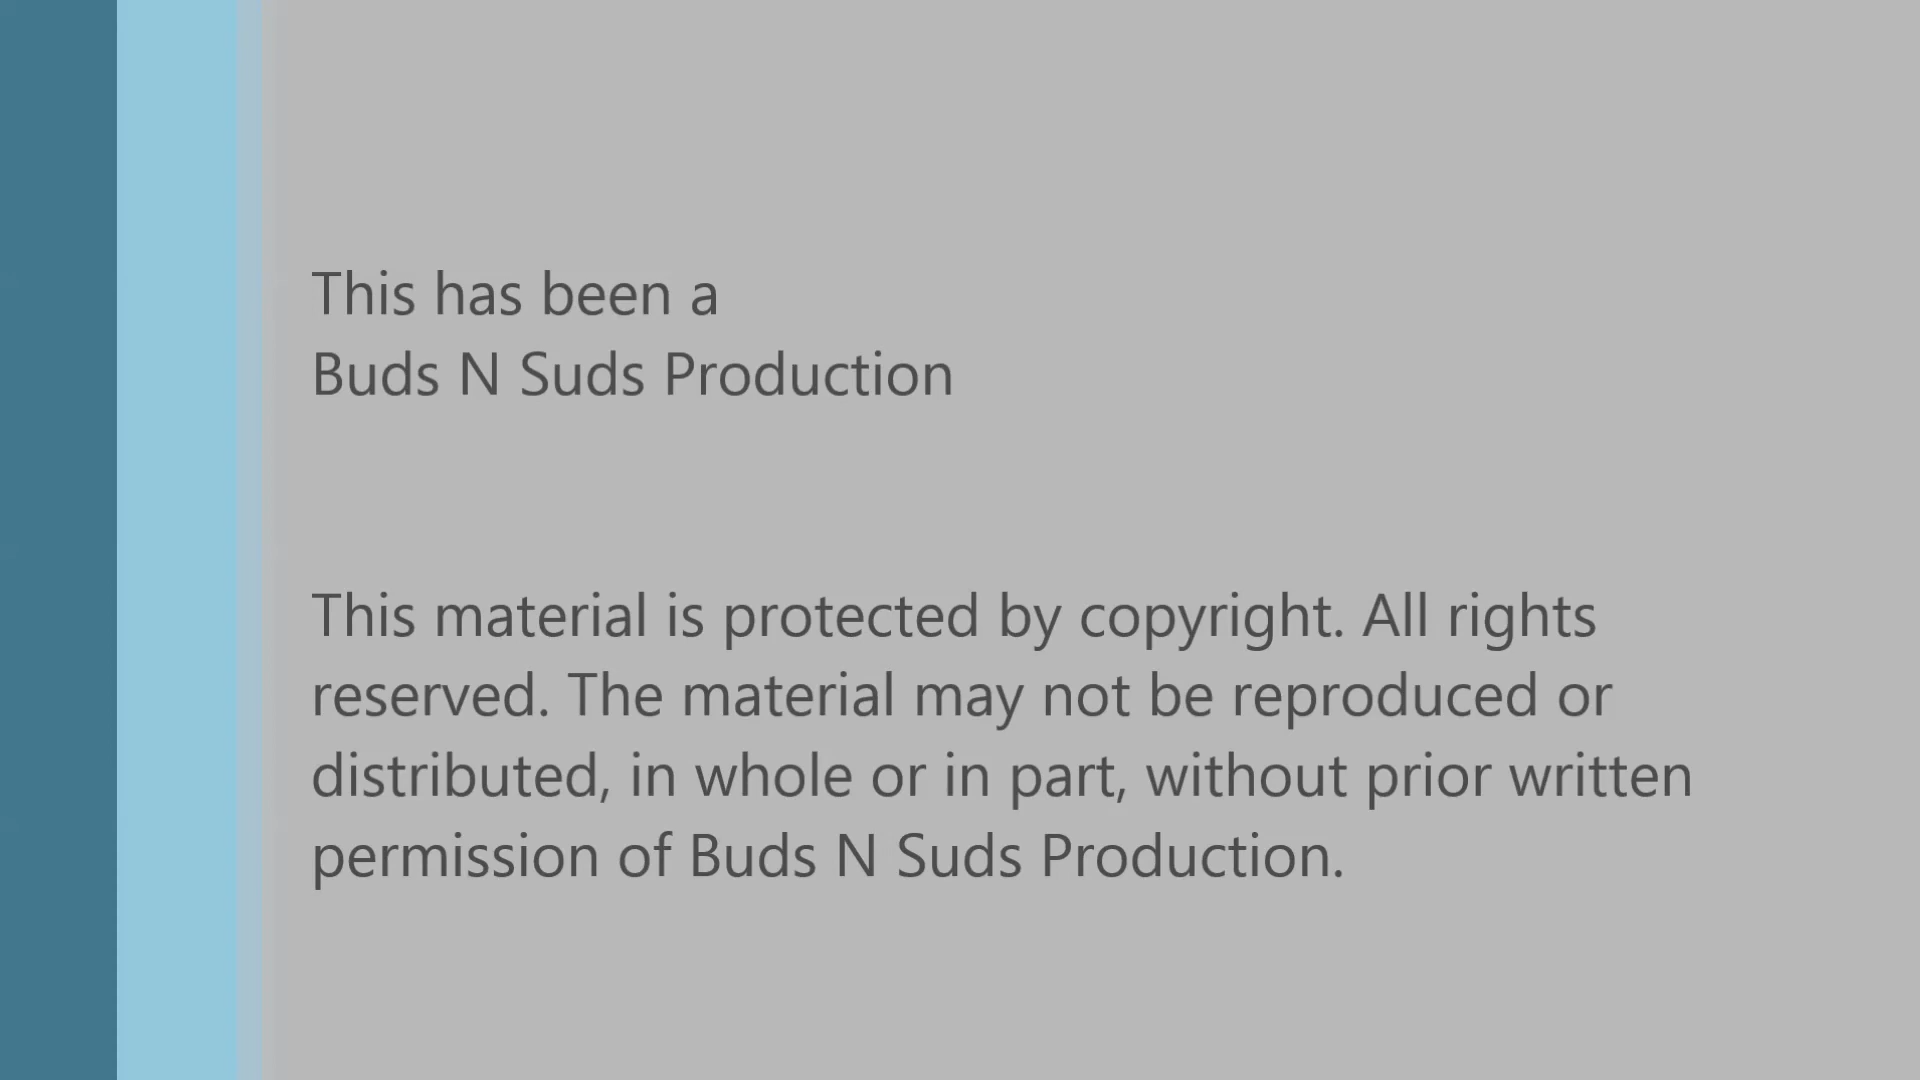 This has been a
Buds N Suds Production
This material is protected by copyright. All rights
reserved. The material may not be reproduced or
distributed, in whole or in part, without prior written
permission of Buds N Suds Production.